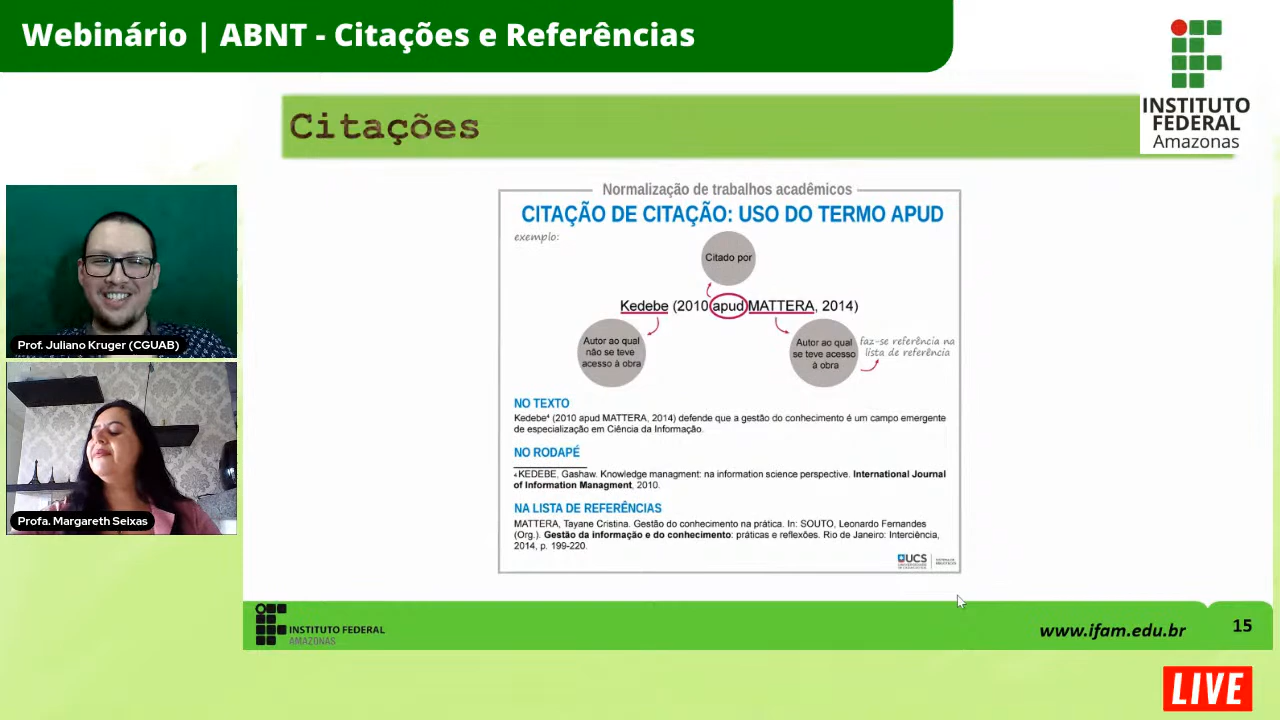 Webinário | ABNT - Citações e Referências
INSTITUTO
FEDERAL
Amazonas
Citações
Normalização de trabalhos acadêmicos
CITAÇÃO DE CITAÇÃO: USO DO TERMO APUD
exemplo:
Citado por
Kedebe (2010 apud MATTERA, 2014)
Autor ao qual
não se teve
acesso à obra
Autor ao qual
se teve acesso
à obra
faz-se referência na
lista de referência
NO TEXTO
Kedebe⁴ (2010 apud MATTERA, 2014) defende que a gestão do conhecimento é um campo emergente
de especialização em Ciência da Informação.
NO RODAPÉ
4 KEDEBE, Gashaw. Knowledge managment: na information science perspective. International Journal
of Information Managment, 2010.
NA LISTA DE REFERÊNCIAS
MATTERA, Tayane Cristina. Gestão do conhecimento na prática. In: SOUTO, Leonardo Fernandes
(Org.). Gestão da informação e do conhecimento: práticas e reflexões. Rio de Janeiro: Interciência,
2014, p. 199-220.
UCS
Prof. Juliano Kruger (CGUAB)
Profa. Margareth Seixas
INSTITUTO FEDERAL
AMAZONAS
www.ifam.edu.br
15
LIVE